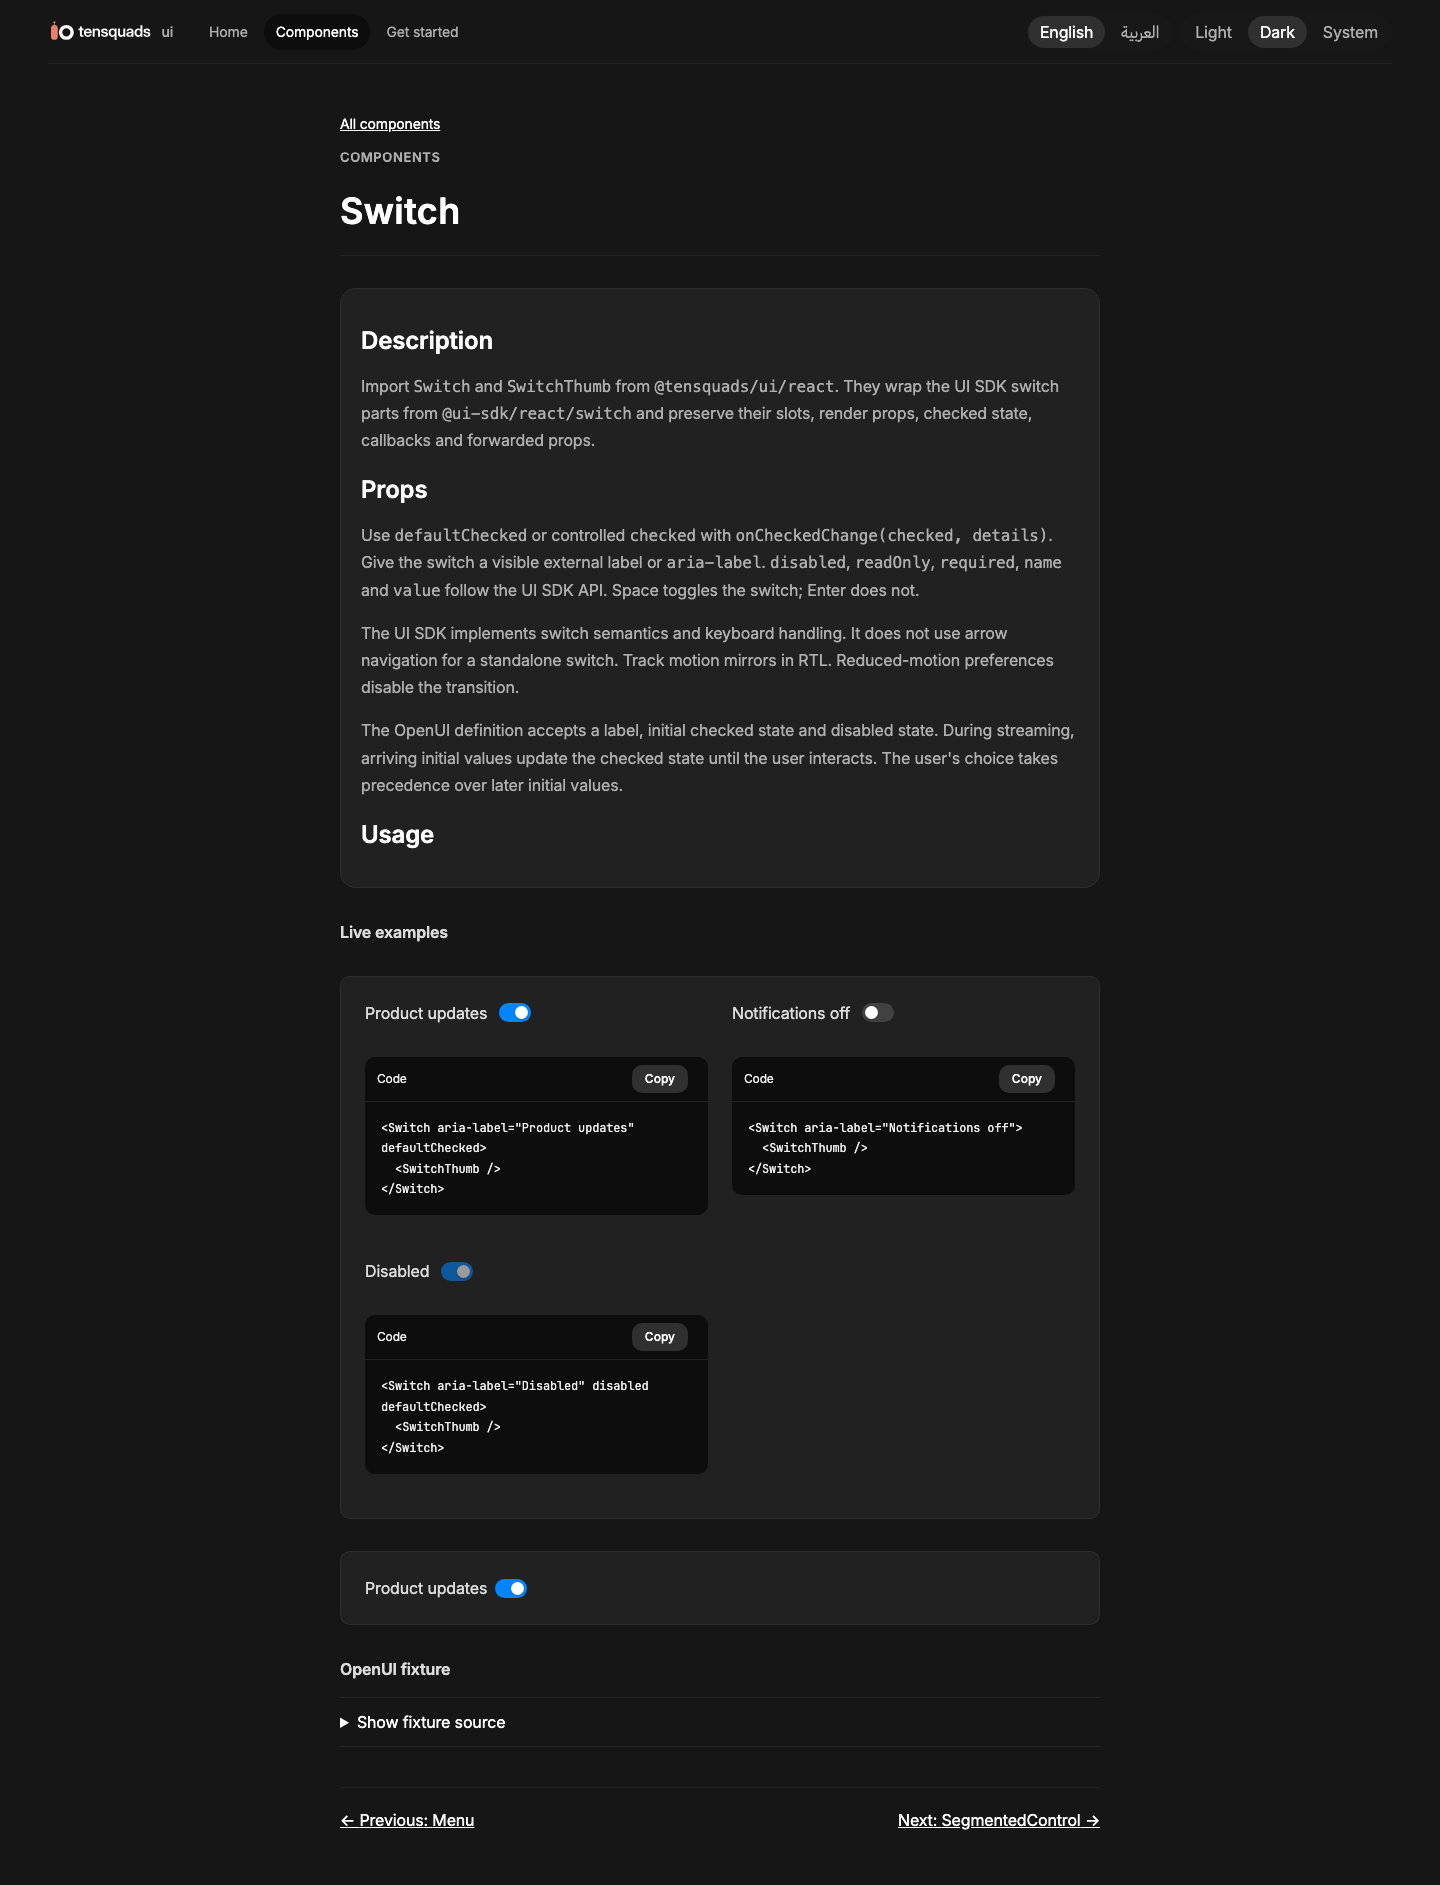 tensquads ui
Home
Components
Get started
English
العربية
Light
Dark
System
All components
COMPONENTS
Switch
Description
Import Switch and SwitchThumb from @tensquads/ui/react. They wrap the UI SDK switch
parts from @ui-sdk/react/switch and preserve their slots, render props, checked state,
callbacks and forwarded props.
Props
Use defaultChecked or controlled checked with onCheckedChange(checked, details).
Give the switch a visible external label or aria-label. disabled, readOnly, required, name
and value follow the UI SDK API. Space toggles the switch; Enter does not.
The UI SDK implements switch semantics and keyboard handling. It does not use arrow
navigation for a standalone switch. Track motion mirrors in RTL. Reduced-motion preferences
disable the transition.
The OpenUI definition accepts a label, initial checked state and disabled state. During streaming,
arriving initial values update the checked state until the user interacts. The user's choice takes
precedence over later initial values.
Usage
Live examples
Product updates
Code
Copy
<Switch aria-label="Product updates"
defaultChecked>
  <SwitchThumb />
</Switch>
Notifications off
Code
Copy
<Switch aria-label="Notifications off">
  <SwitchThumb />
</Switch>
Disabled
Code
Copy
<Switch aria-label="Disabled" disabled
defaultChecked>
  <SwitchThumb />
</Switch>
Product updates
OpenUI fixture
▶ Show fixture source
← Previous: Menu
Next: SegmentedControl →